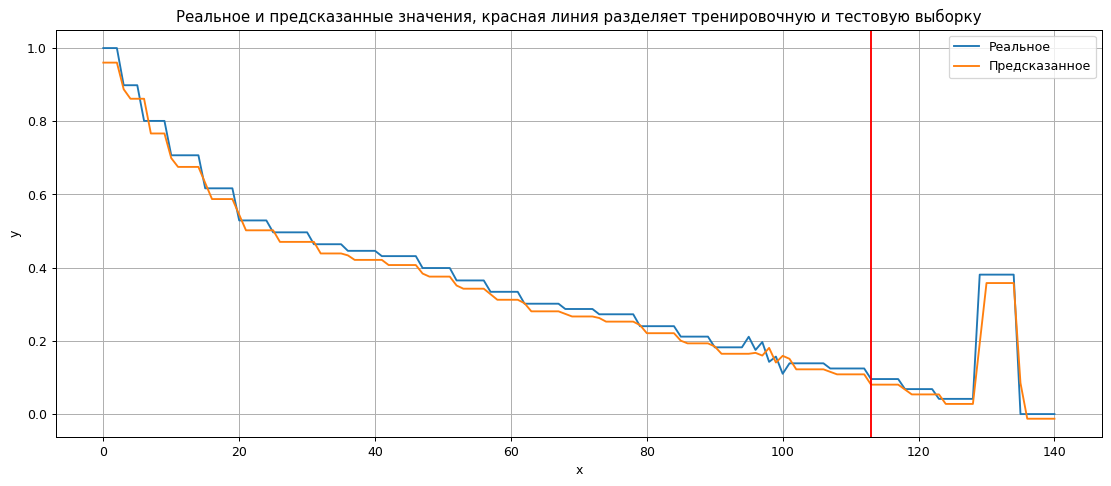 Реальное и предсказанные значения, красная линия разделяет тренировочную и тестовую выборку
Реальное
Предсказанное
1.0
0.8
0.6
0.4
0.2
0.0
y
0 20 40 60 80 100 120 140
x